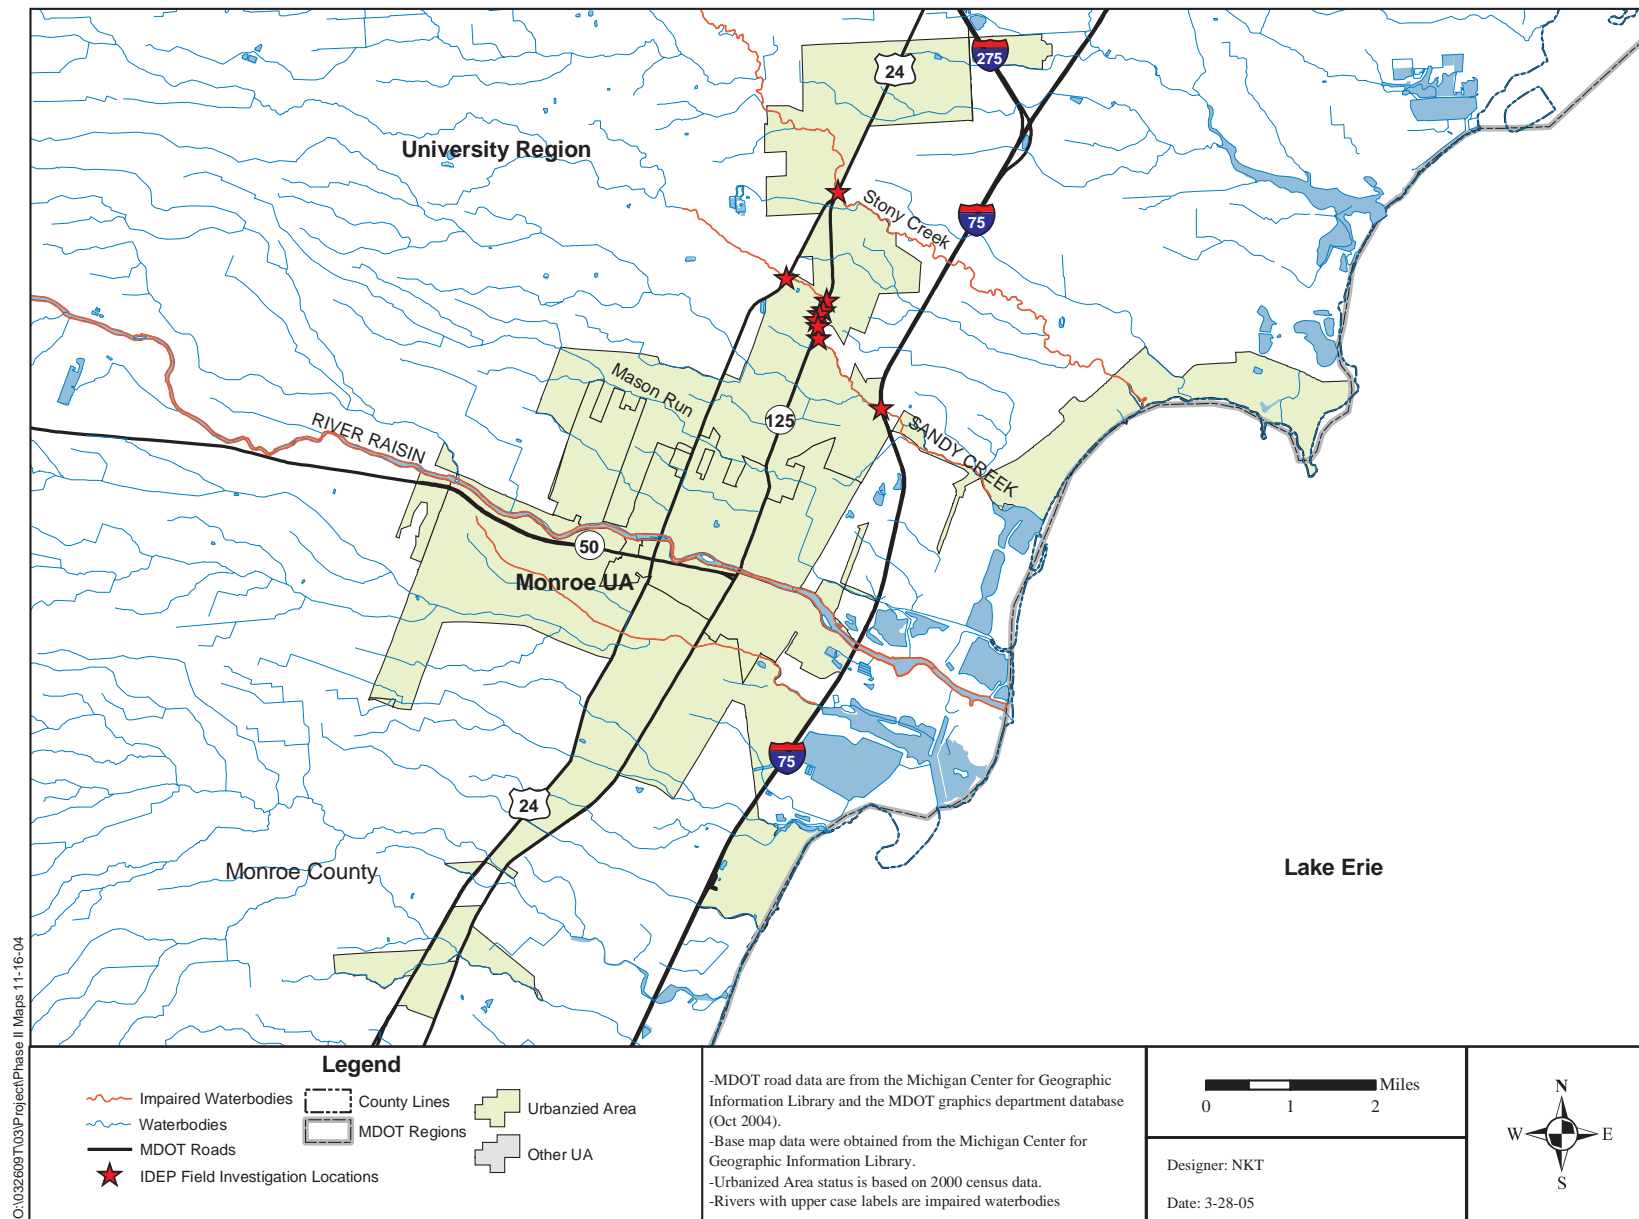 24
275
University Region
Stony Creek
75
Mason Run
125
RIVER RAISIN
SANDY CREEK
50
Monroe UA
75
24
Monroe County
Lake Erie
O:\032609T\03\Project\Phase II Maps 11-16-04
Legend
Impaired Waterbodies
Waterbodies
MDOT Roads
IDEP Field Investigation Locations
County Lines
MDOT Regions
Urbanzied Area
Other UA
-MDOT road data are from the Michigan Center for Geographic
Information Library and the MDOT graphics department database
(Oct 2004).
-Base map data were obtained from the Michigan Center for
Geographic Information Library.
-Urbanized Area status is based on 2000 census data.
-Rivers with upper case labels are impaired waterbodies
Miles
0 1 2
Designer: NKT
Date: 3-28-05
N
W E
S